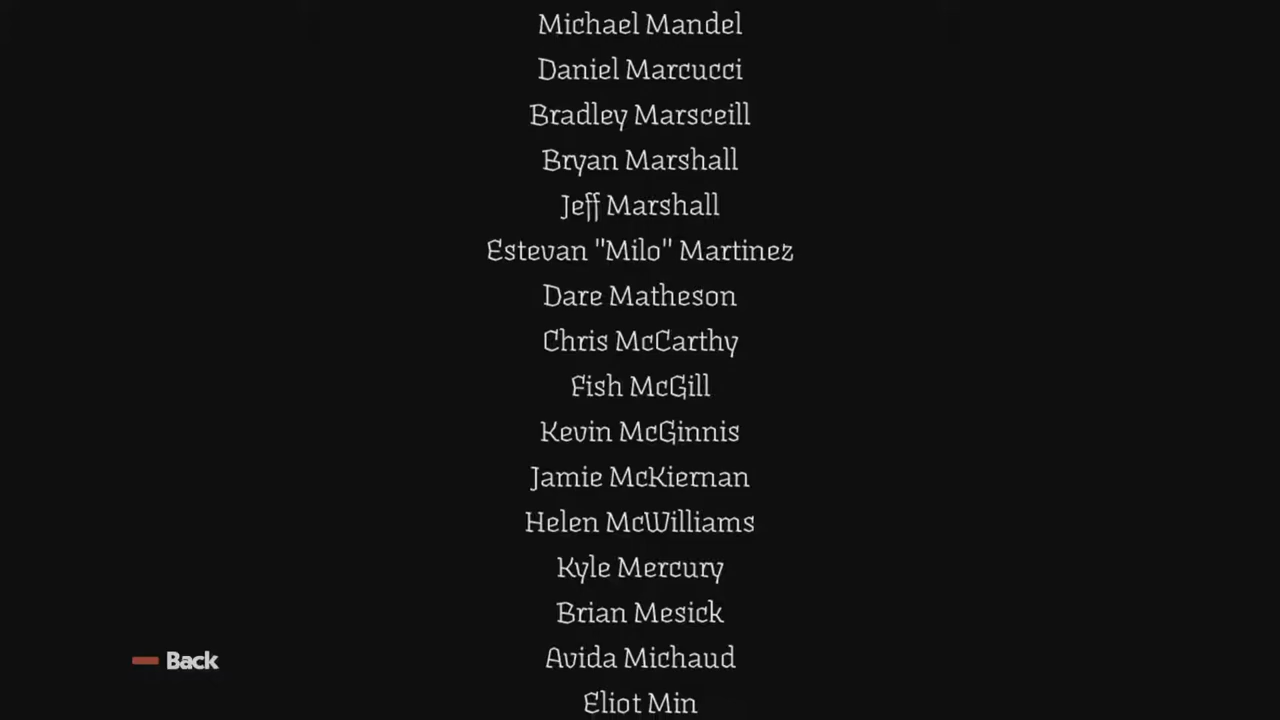 Michael Mandel
Daniel Marcucci
Bradley Marsceill
Bryan Marshall
Jeff Marshall
Estevan "Milo" Martinez
Dare Matheson
Chris McCarthy
Fish McGill
Kevin McGinnis
Jamie McKiernan
Helen McWilliams
Kyle Mercury
Brian Mesick
Avida Michaud
Back
Eliot Min